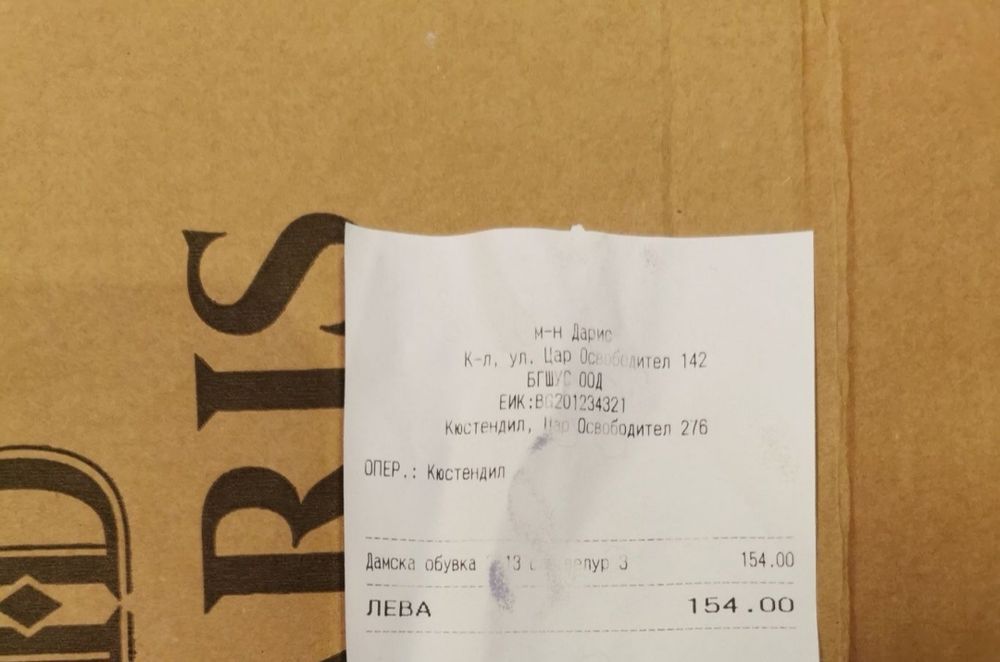 м-н Дарис
К-л, ул. Цар Освободител 142
БГШУС ООД
ЕИК:BG201234321
Кюстендил, Цар Освободител 276
ОПЕР.: Кюстендил
Дамска обувка 3
154.00
ЛЕВА 154.00
RIS
D